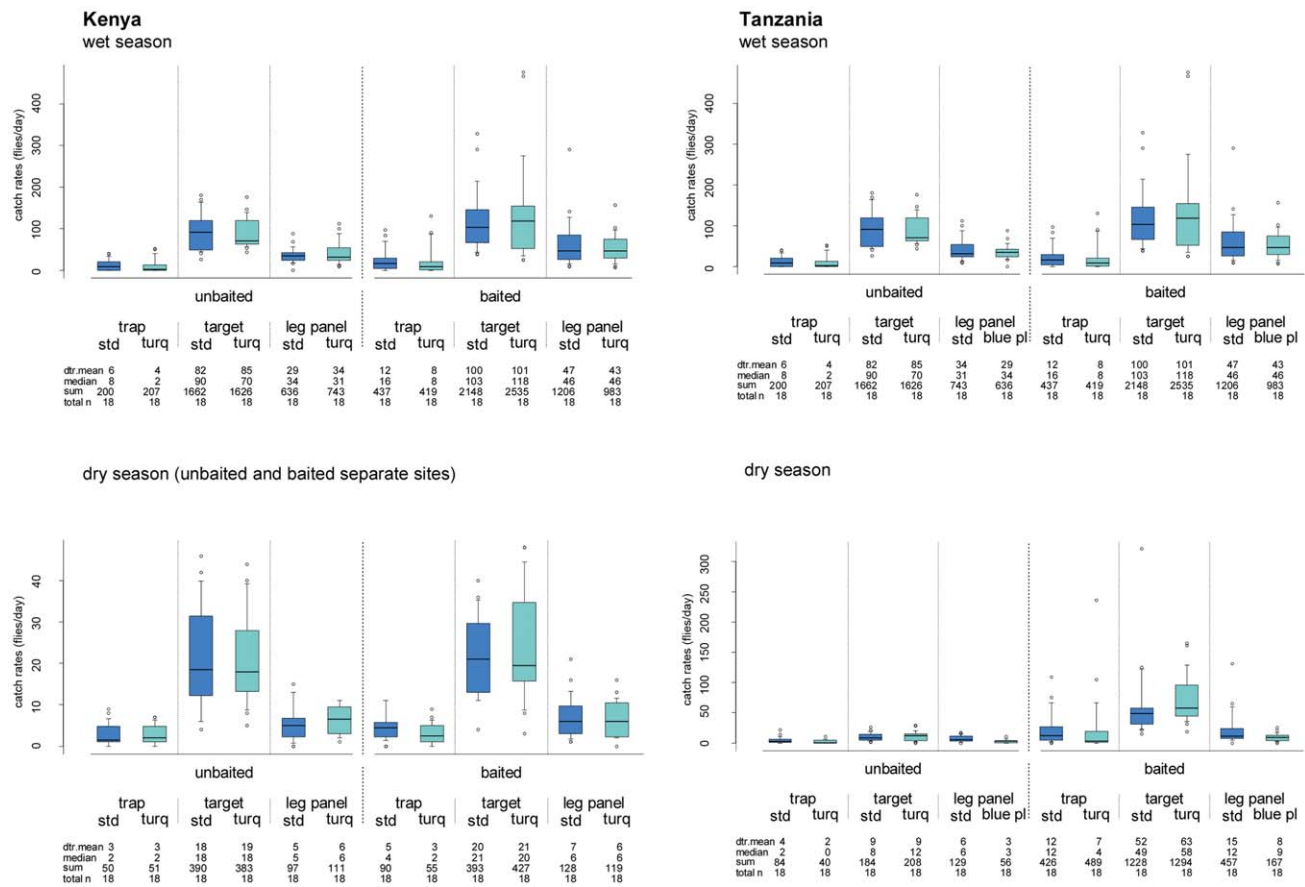 Kenya
wet season
catch rates (flies/day)
400
300
200
100
0
unbaited baited
trap target leg panel trap target leg panel
std turq std turq std turq std turq std turq std turq
dtr.mean 6 4 82 85 29 34 12 8 100 101 47 43
median 8 2 90 70 34 31 16 8 103 118 46 46
sum 200 207 1662 1626 636 743 437 419 2148 2535 1206 983
total n 18 18 18 18 18 18 18 18 18 18 18 18
Tanzania
wet season
catch rates (flies/day)
400
300
200
100
0
unbaited baited
trap target leg panel trap target leg panel
std turq std turq std blue pl std turq std turq std turq
dtr.mean 6 4 82 85 34 29 12 8 100 101 47 43
median 8 2 90 70 31 34 16 8 103 118 46 46
sum 200 207 1662 1626 743 636 437 419 2148 2535 1206 983
total n 18 18 18 18 18 18 18 18 18 18 18 18
dry season (unbaited and baited separate sites)
catch rates (flies/day)
40
30
20
10
0
unbaited baited
trap target leg panel trap target leg panel
std turq std turq std turq std turq std turq std turq
dtr.mean 3 3 18 19 5 6 5 3 20 21 7 6
median 2 2 18 18 5 6 4 2 21 20 6 6
sum 50 51 390 383 97 111 90 55 393 427 128 119
total n 18 18 18 18 18 18 18 18 18 18 18 18
dry season
catch rates (flies/day)
300
250
200
150
100
50
0
unbaited baited
trap target leg panel trap target leg panel
std turq std turq std blue pl std turq std turq std blue pl
dtr.mean 4 2 9 9 6 3 12 7 52 63 15 8
median 2 0 8 12 6 3 12 4 49 58 12 9
sum 84 40 184 208 129 56 426 489 1228 1294 457 167
total n 18 18 18 18 18 18 18 18 18 18 18 18